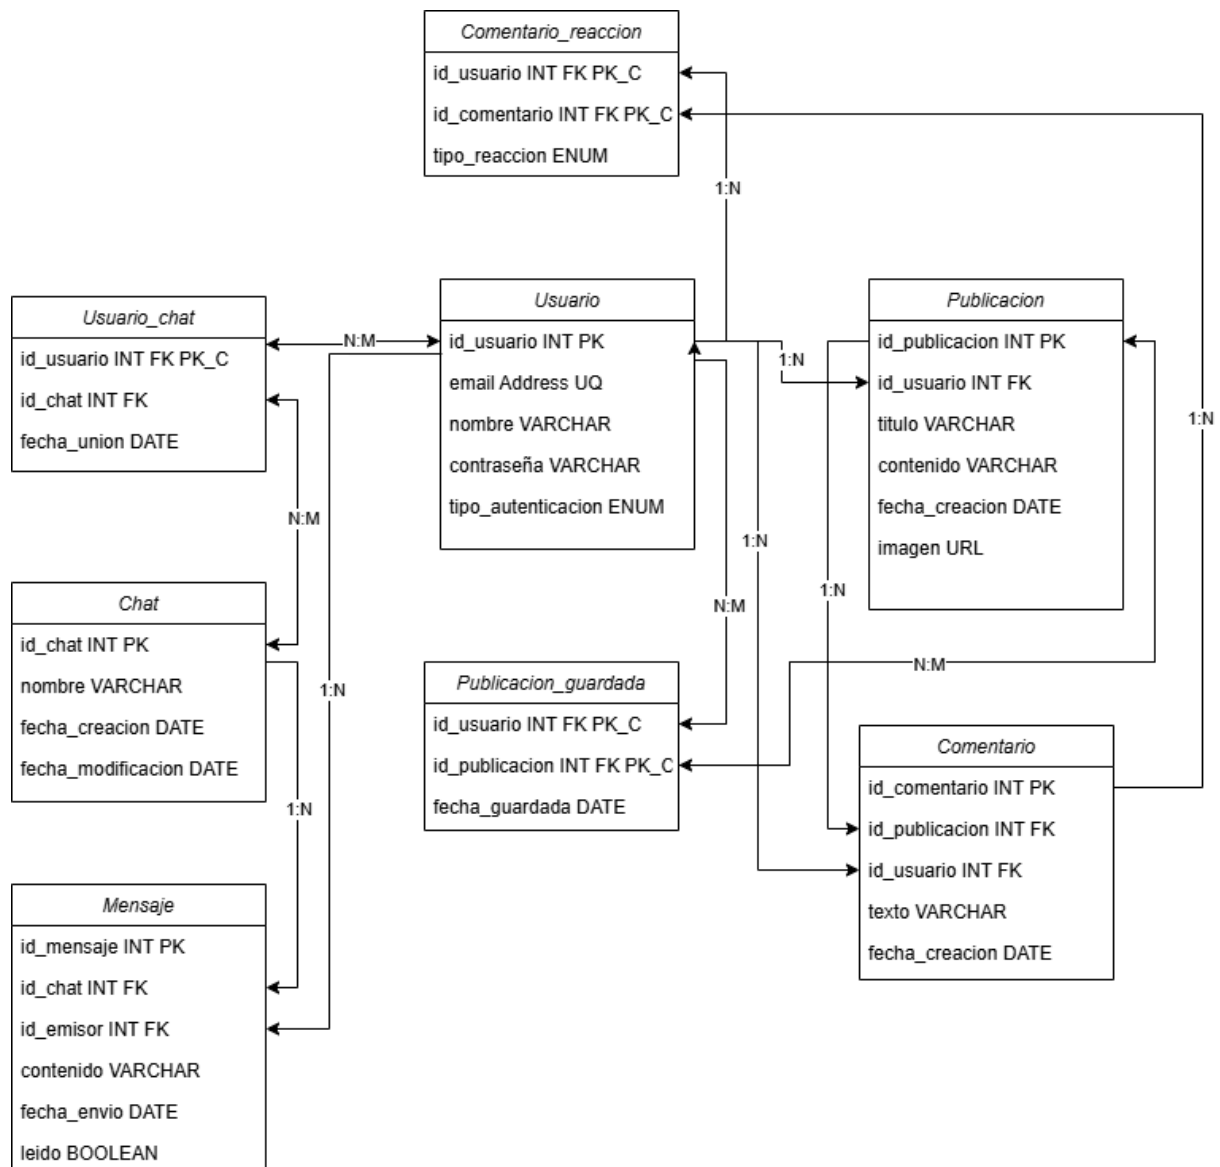 Comentario_reaccion
id_usuario INT FK PK_C
id_comentario INT FK PK_C
tipo_reaccion ENUM
1:N
Usuario_chat
id_usuario INT FK PK_C
id_chat INT FK
fecha_union DATE
N:M
Usuario
id_usuario INT PK
email Address UQ
nombre VARCHAR
contraseña VARCHAR
tipo_autenticacion ENUM
1:N
Publicacion
id_publicacion INT PK
id_usuario INT FK
titulo VARCHAR
contenido VARCHAR
fecha_creacion DATE
imagen URL
1:N
N:M
1:N
1:N
N:M
N:M
Chat
id_chat INT PK
nombre VARCHAR
fecha_creacion DATE
fecha_modificacion DATE
1:N
1:N
Publicacion_guardada
id_usuario INT FK PK_C
id_publicacion INT FK PK_C
fecha_guardada DATE
Comentario
id_comentario INT PK
id_publicacion INT FK
id_usuario INT FK
texto VARCHAR
fecha_creacion DATE
Mensaje
id_mensaje INT PK
id_chat INT FK
id_emisor INT FK
contenido VARCHAR
fecha_envio DATE
leido BOOLEAN